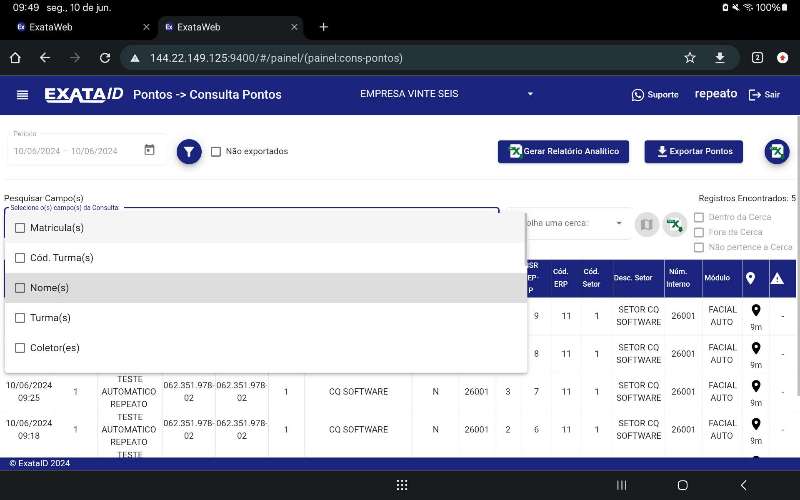 09:49 seg., 10 de jun. 100%
Ex ExataWeb
Ex ExataWeb
144.22.149.125:9400/#/painel/(painel:cons-pontos)
2
EXATAID Pontos -> Consulta Pontos EMPRESA VINTE SEIS Suporte repeato Sair
Período
10/06/2024 – 10/06/2024 Não exportados Gerar Relatório Analítico Exportar Pontos
Pesquisar Campo(s) Registros Encontrados: 5
Selecione o(s) campo(s) da Consulta:
Matricula(s)
Cód. Turma(s)
Nome(s)
Turma(s)
Coletor(es)
olha uma cerca:
Dentro da Cerca
Fora da Cerca
Não pertence a Cerca
NSR EP- P Cód. ERP Cód. Setor Desc. Setor Núm. Interno Módulo
9 11 1 SETOR CQ SOFTWARE 26001 FACIAL AUTO 9m -
8 11 1 SETOR CQ SOFTWARE 26001 FACIAL AUTO 9m -
10/06/2024 09:25 1 TESTE AUTOMATICO REPEATO 062.351.978-02 062.351.978-02 1 CQ SOFTWARE N 26001 3 7 11 1 SETOR CQ SOFTWARE 26001 FACIAL AUTO 9m -
10/06/2024 09:18 1 TESTE AUTOMATICO REPEATO 062.351.978-02 062.351.978-02 1 CQ SOFTWARE N 26001 2 6 11 1 SETOR CQ SOFTWARE 26001 FACIAL AUTO 9m -
TESTE
© ExataID 2024